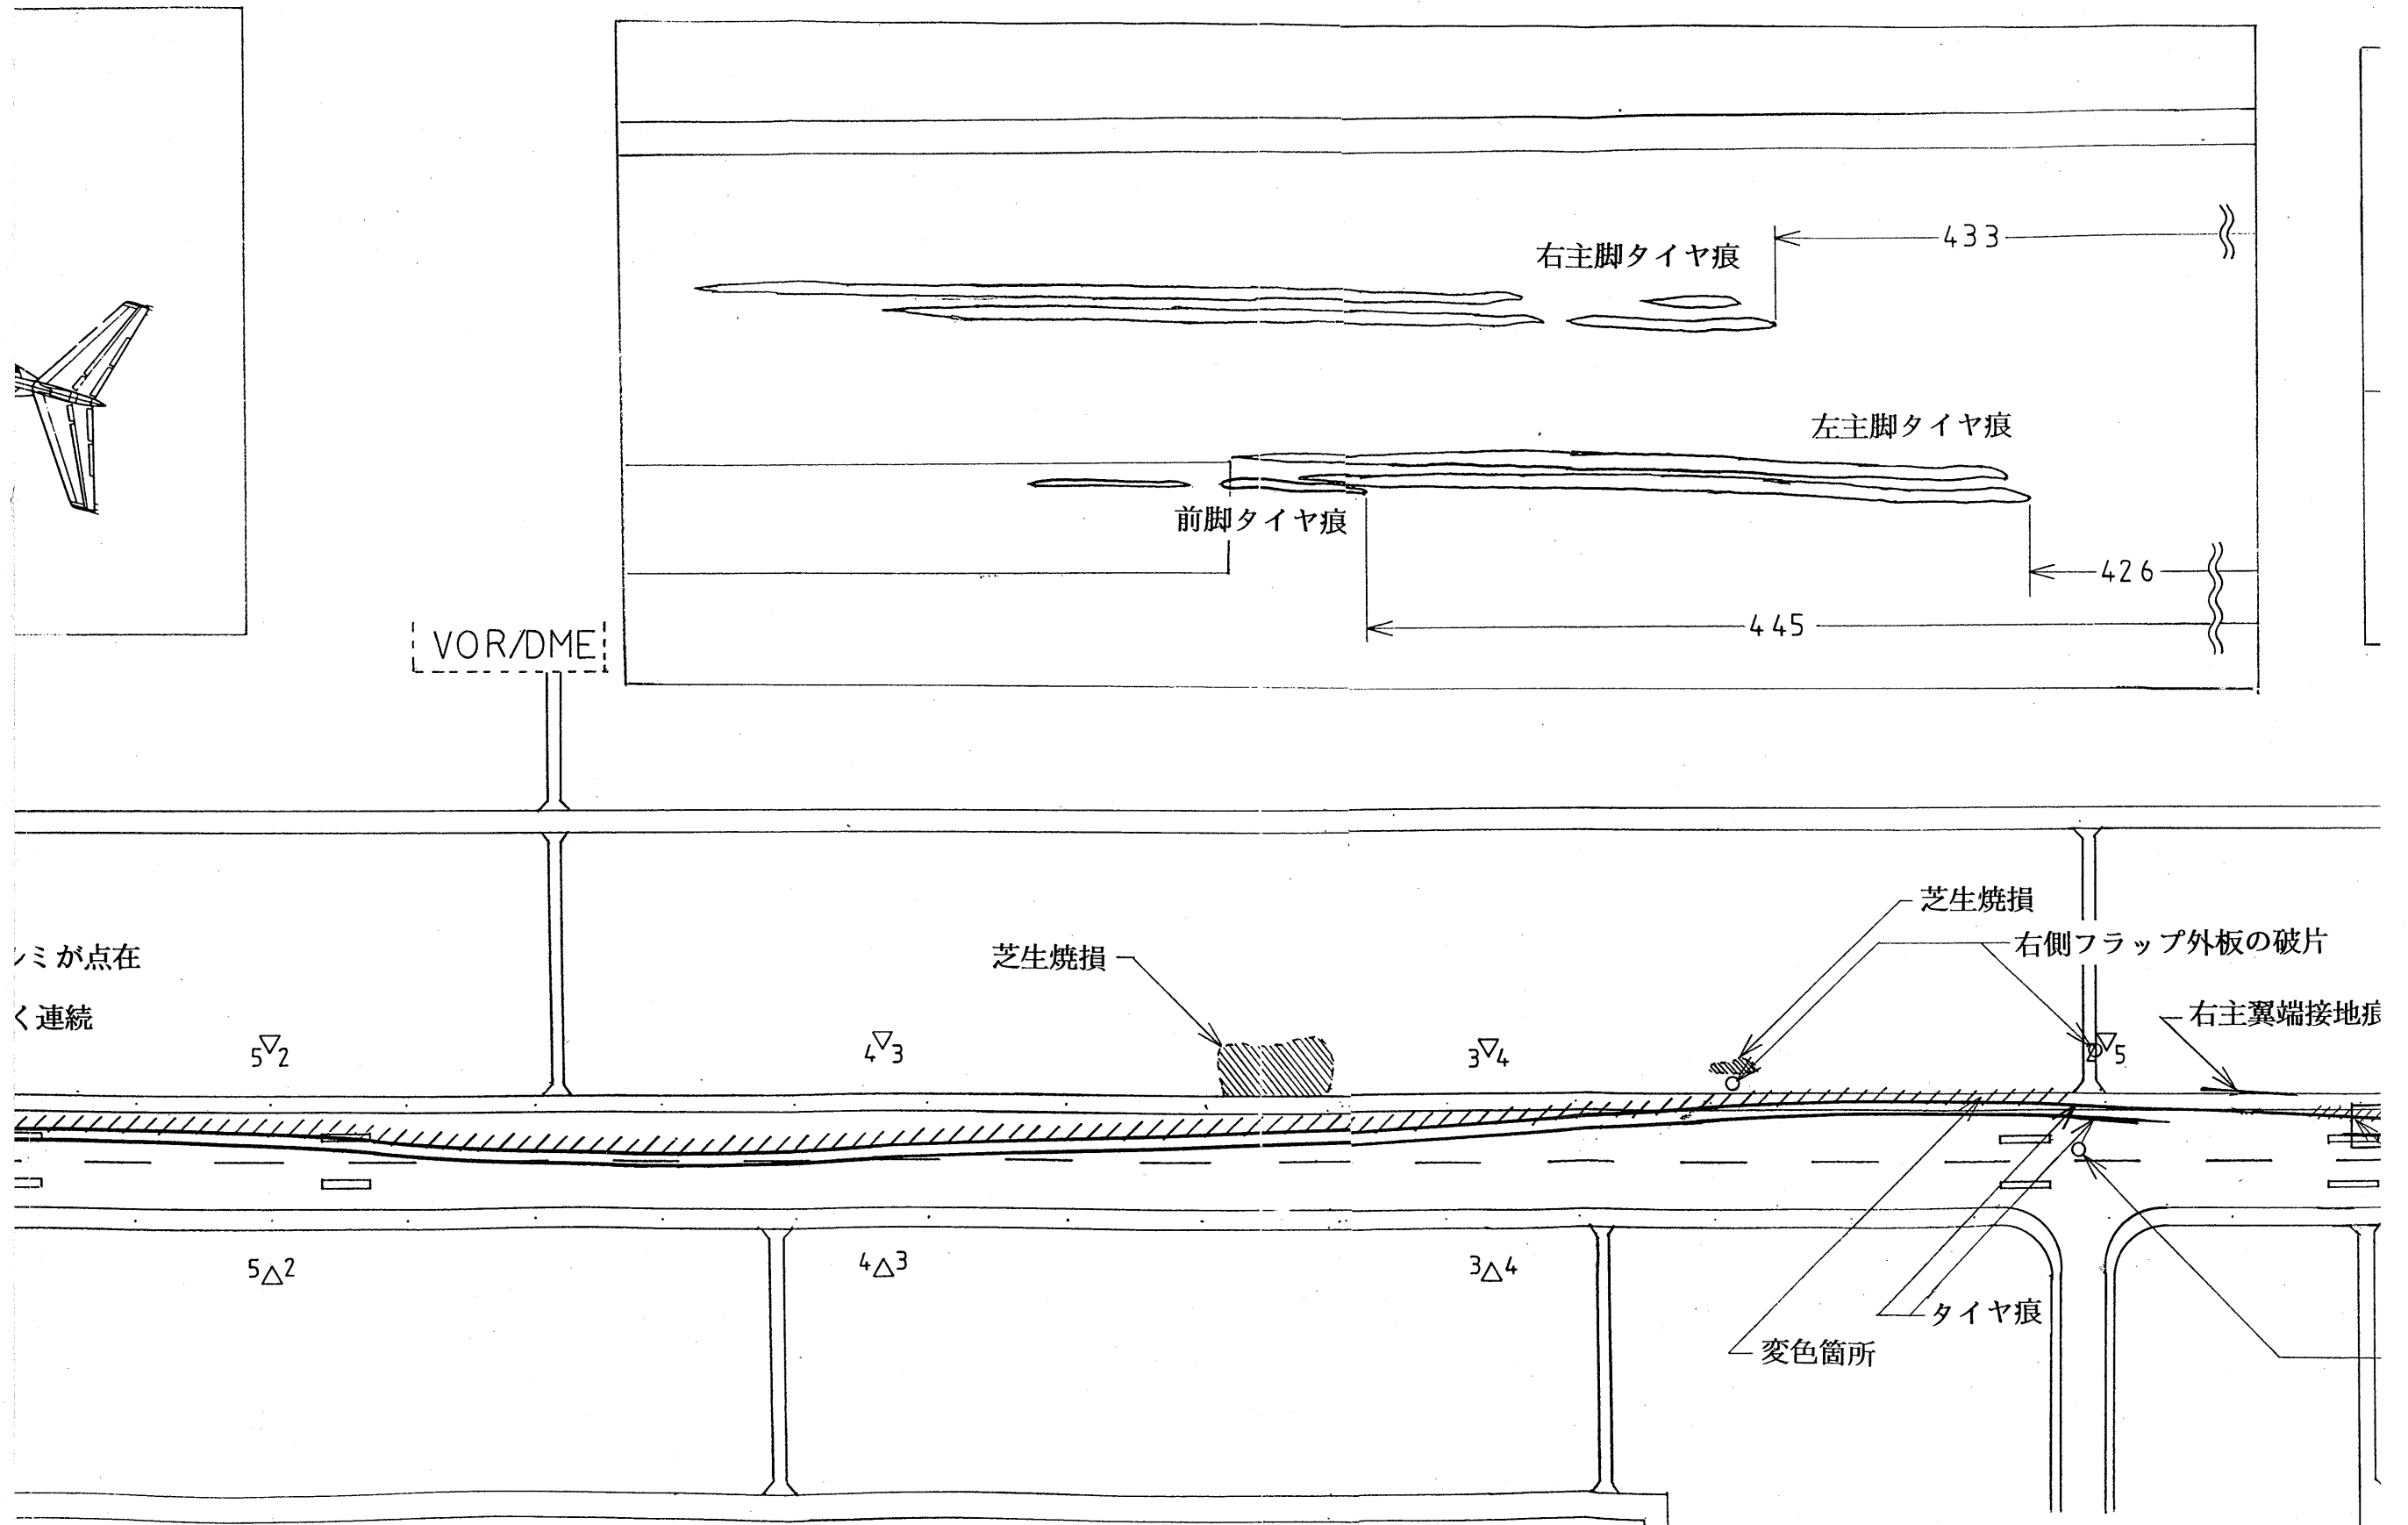 433
右主脚タイヤ痕
左主脚タイヤ痕
前脚タイヤ痕
426
445
VOR/DME
芝生焼損
右側フラップ外板の破片
ミが点在
芝生焼損
く連続
右主翼端接地痕
5▽2
4▽3
3▽4
2▽5
5△2
4△3
3△4
タイヤ痕
変色箇所